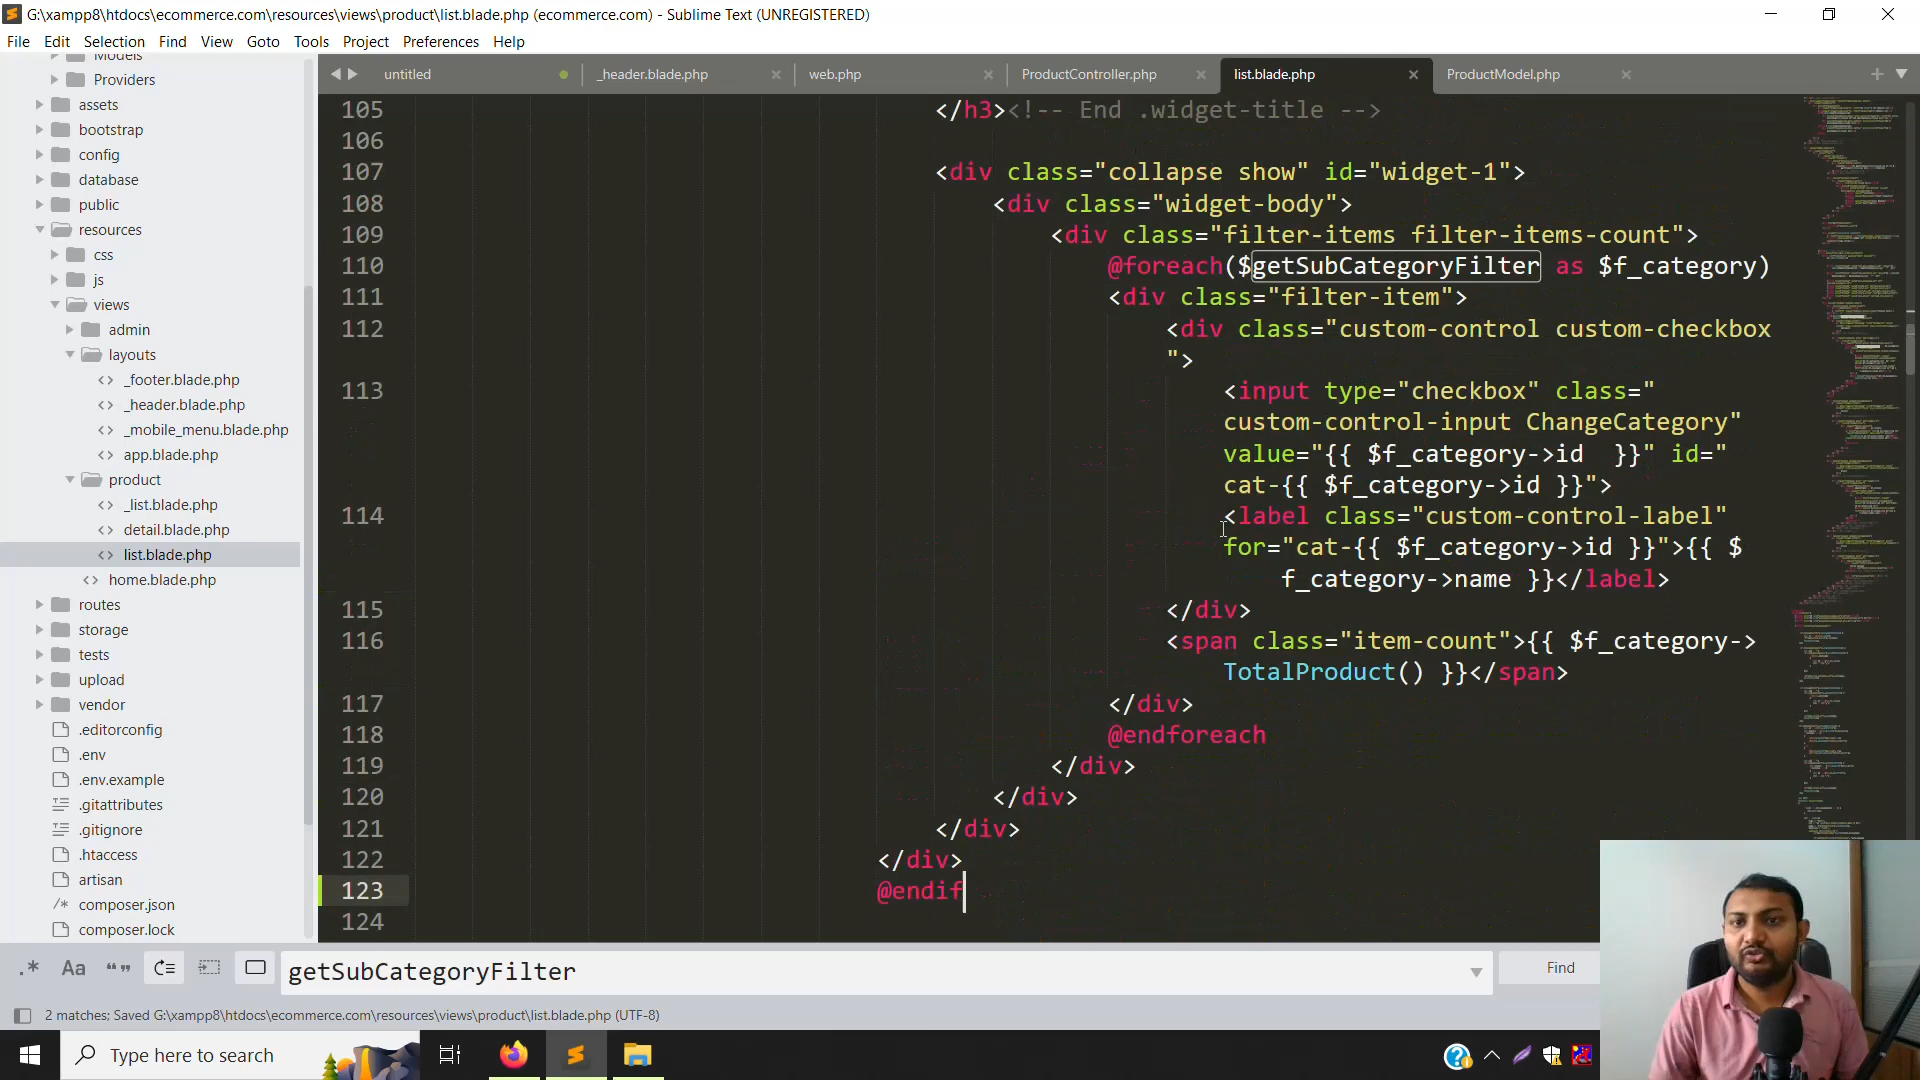 G:\xampp8\htdocs\ecommerce.com\resources\views\product\list.blade.php (ecommerce.com) - Sublime Text (UNREGISTERED)
File Edit Selection Find View Goto Tools Project Preferences Help
untitled _header.blade.php web.php ProductController.php list.blade.php ProductModel.php
Models
Providers
assets
bootstrap
config
database
public
resources
css
js
views
admin
layouts
_footer.blade.php
_header.blade.php
_mobile_menu.blade.php
app.blade.php
product
_list.blade.php
detail.blade.php
list.blade.php
home.blade.php
routes
storage
tests
upload
vendor
.editorconfig
.env
.env.example
.gitattributes
.gitignore
.htaccess
artisan
composer.json
composer.lock
105 </h3><!-- End .widget-title -->
106
107 <div class="collapse show" id="widget-1">
108 <div class="widget-body">
109 <div class="filter-items filter-items-count">
110 @foreach($getSubCategoryFilter as $f_category)
111 <div class="filter-item">
112 <div class="custom-control custom-checkbox
">
113 <input type="checkbox" class="
custom-control-input ChangeCategory"
value="{{ $f_category->id  }}" id="
cat-{{ $f_category->id }}">
114 <label class="custom-control-label"
for="cat-{{ $f_category->id }}">{{ $
f_category->name }}</label>
115 </div>
116 <span class="item-count">{{ $f_category->
TotalProduct() }}</span>
117 </div>
118 @endforeach
119 </div>
120 </div>
121 </div>
122 </div>
123 @endif
124
.* Aa “ ” getSubCategoryFilter Find
2 matches; Saved G:\xampp8\htdocs\ecommerce.com\resources\views\product\list.blade.php (UTF-8)
Type here to search